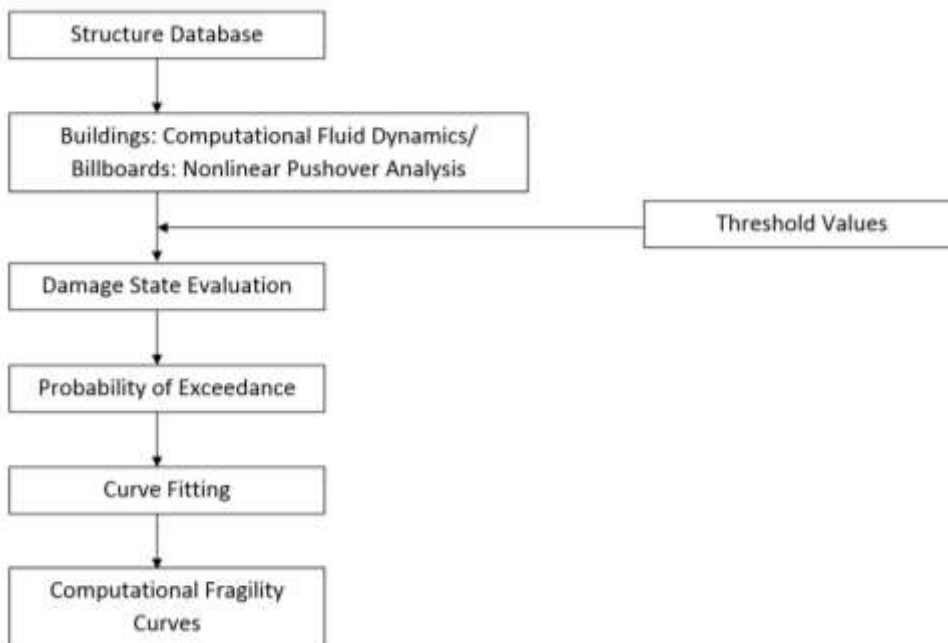 Structure Database
Buildings: Computational Fluid Dynamics/
Billboards: Nonlinear Pushover Analysis
Threshold Values
Damage State Evaluation
Probability of Exceedance
Curve Fitting
Computational Fragility
Curves